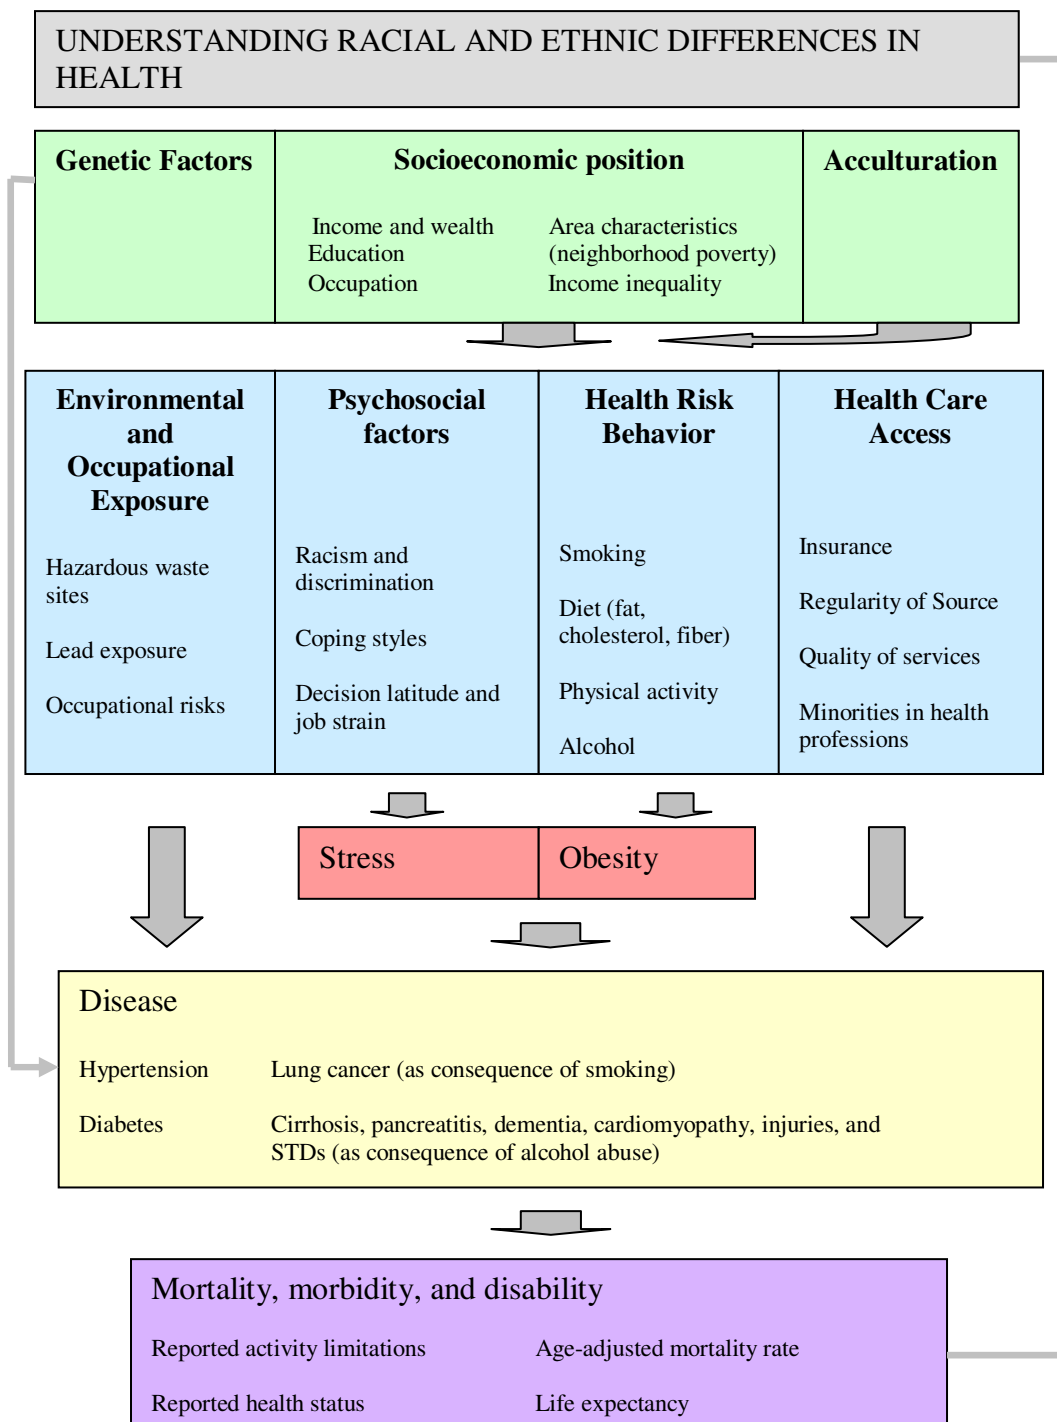 UNDERSTANDING RACIAL AND ETHNIC DIFFERENCES IN
HEALTH
Genetic Factors
Socioeconomic position
Income and wealth
Education
Occupation
Area characteristics
(neighborhood poverty)
Income inequality
Acculturation
Environmental
and
Occupational
Exposure
Hazardous waste
sites
Lead exposure
Occupational risks
Psychosocial
factors
Racism and
discrimination
Coping styles
Decision latitude and
job strain
Health Risk
Behavior
Smoking
Diet (fat,
cholesterol, fiber)
Physical activity
Alcohol
Health Care
Access
Insurance
Regularity of Source
Quality of services
Minorities in health
professions
Stress
Obesity
Disease
Hypertension
Lung cancer (as consequence of smoking)
Diabetes
Cirrhosis, pancreatitis, dementia, cardiomyopathy, injuries, and
STDs (as consequence of alcohol abuse)
Mortality, morbidity, and disability
Reported activity limitations
Age-adjusted mortality rate
Reported health status
Life expectancy